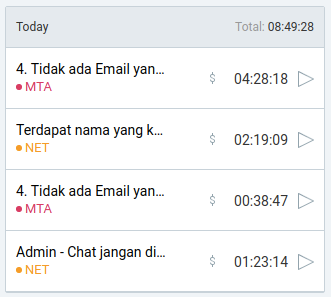 Today Total: 08:49:28
4. Tidak ada Email yan...
$ 04:28:18
MTA
Terdapat nama yang k...
$ 02:19:09
NET
4. Tidak ada Email yan...
$ 00:38:47
MTA
Admin - Chat jangan di...
$ 01:23:14
NET